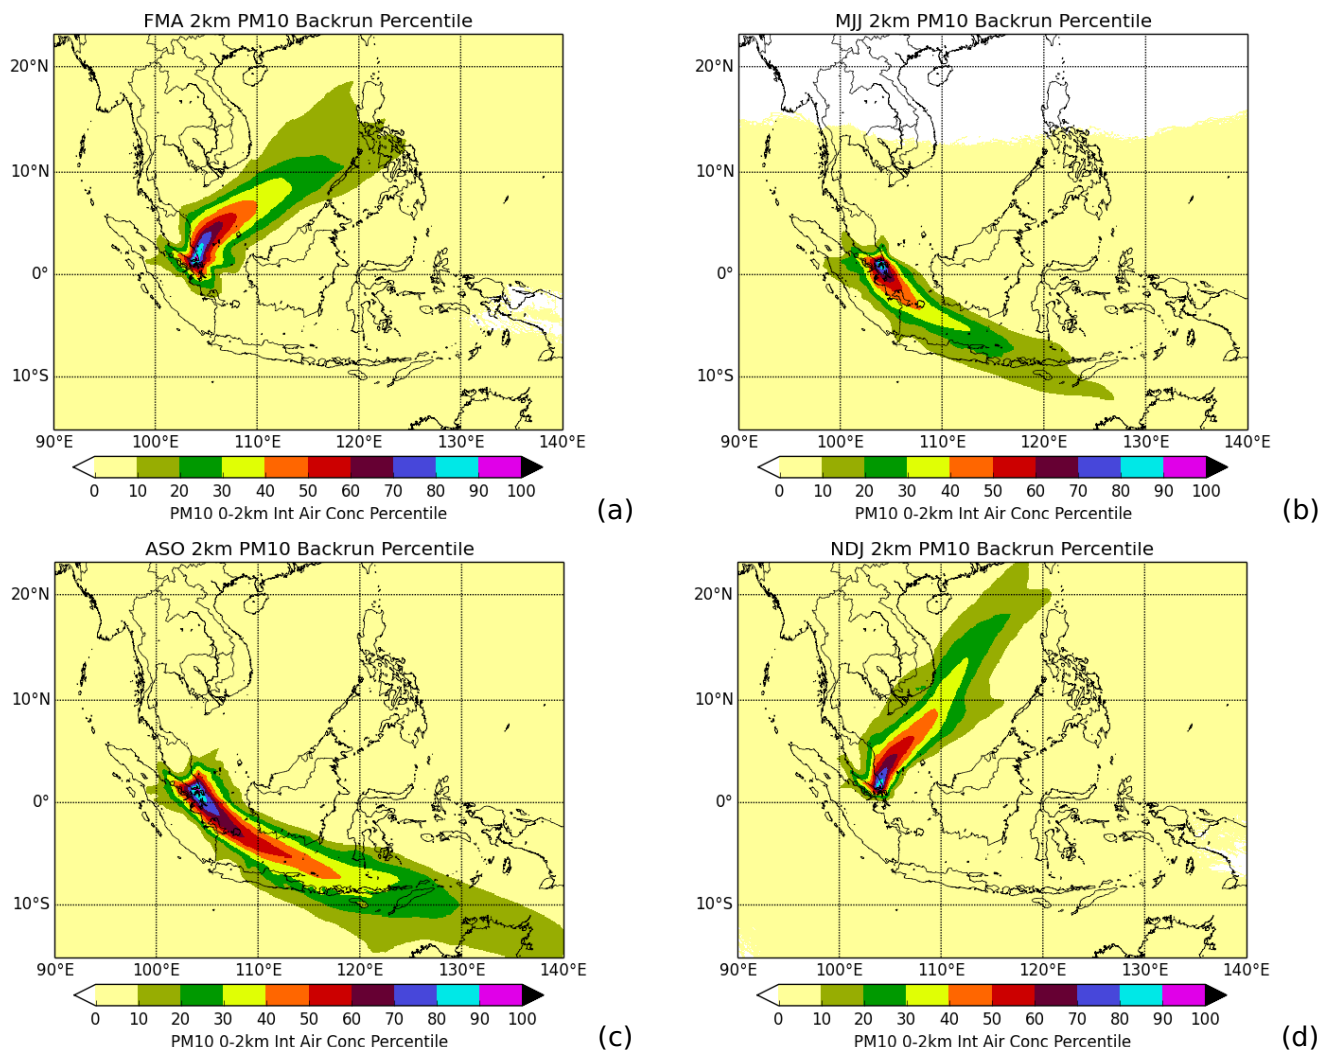 FMA 2km PM10 Backrun Percentile
20°N
10°N
0°
10°S
90°E 100°E 110°E 120°E 130°E 140°E
0 10 20 30 40 50 60 70 80 90 100
PM10 0-2km Int Air Conc Percentile
(a)
MJJ 2km PM10 Backrun Percentile
20°N
10°N
0°
10°S
90°E 100°E 110°E 120°E 130°E 140°E
0 10 20 30 40 50 60 70 80 90 100
PM10 0-2km Int Air Conc Percentile
(b)
ASO 2km PM10 Backrun Percentile
20°N
10°N
0°
10°S
90°E 100°E 110°E 120°E 130°E 140°E
0 10 20 30 40 50 60 70 80 90 100
PM10 0-2km Int Air Conc Percentile
(c)
NDJ 2km PM10 Backrun Percentile
20°N
10°N
0°
10°S
90°E 100°E 110°E 120°E 130°E 140°E
0 10 20 30 40 50 60 70 80 90 100
PM10 0-2km Int Air Conc Percentile
(d)